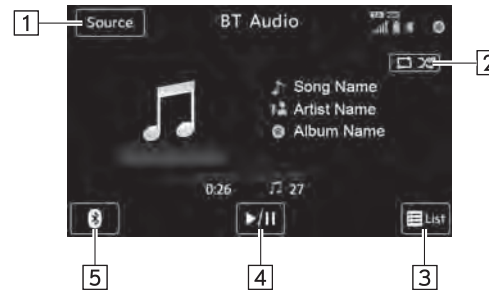 1
Source
BT Audio
2
Song Name
Artist Name
Album Name
0:26
27
List
5
4
3